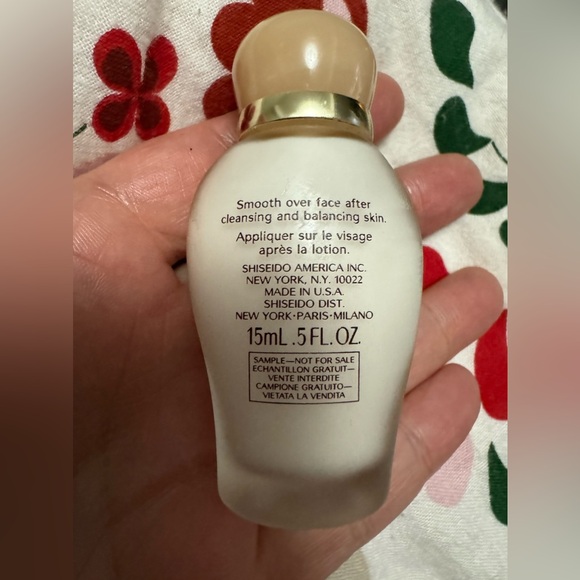 Smooth over face after
cleansing and balancing skin.
Appliquer sur le visage
après la lotion.
SHISEIDO AMERICA INC.
NEW YORK, N.Y. 10022
MADE IN U.S.A.
SHISEIDO DIST.
NEW YORK·PARIS·MILANO
15mL .5 FL.OZ.
SAMPLE—NOT FOR SALE
ECHANTILLON GRATUIT—
VENTE INTERDITE
CAMPIONE GRATUITO—
VIETATA LA VENDITA